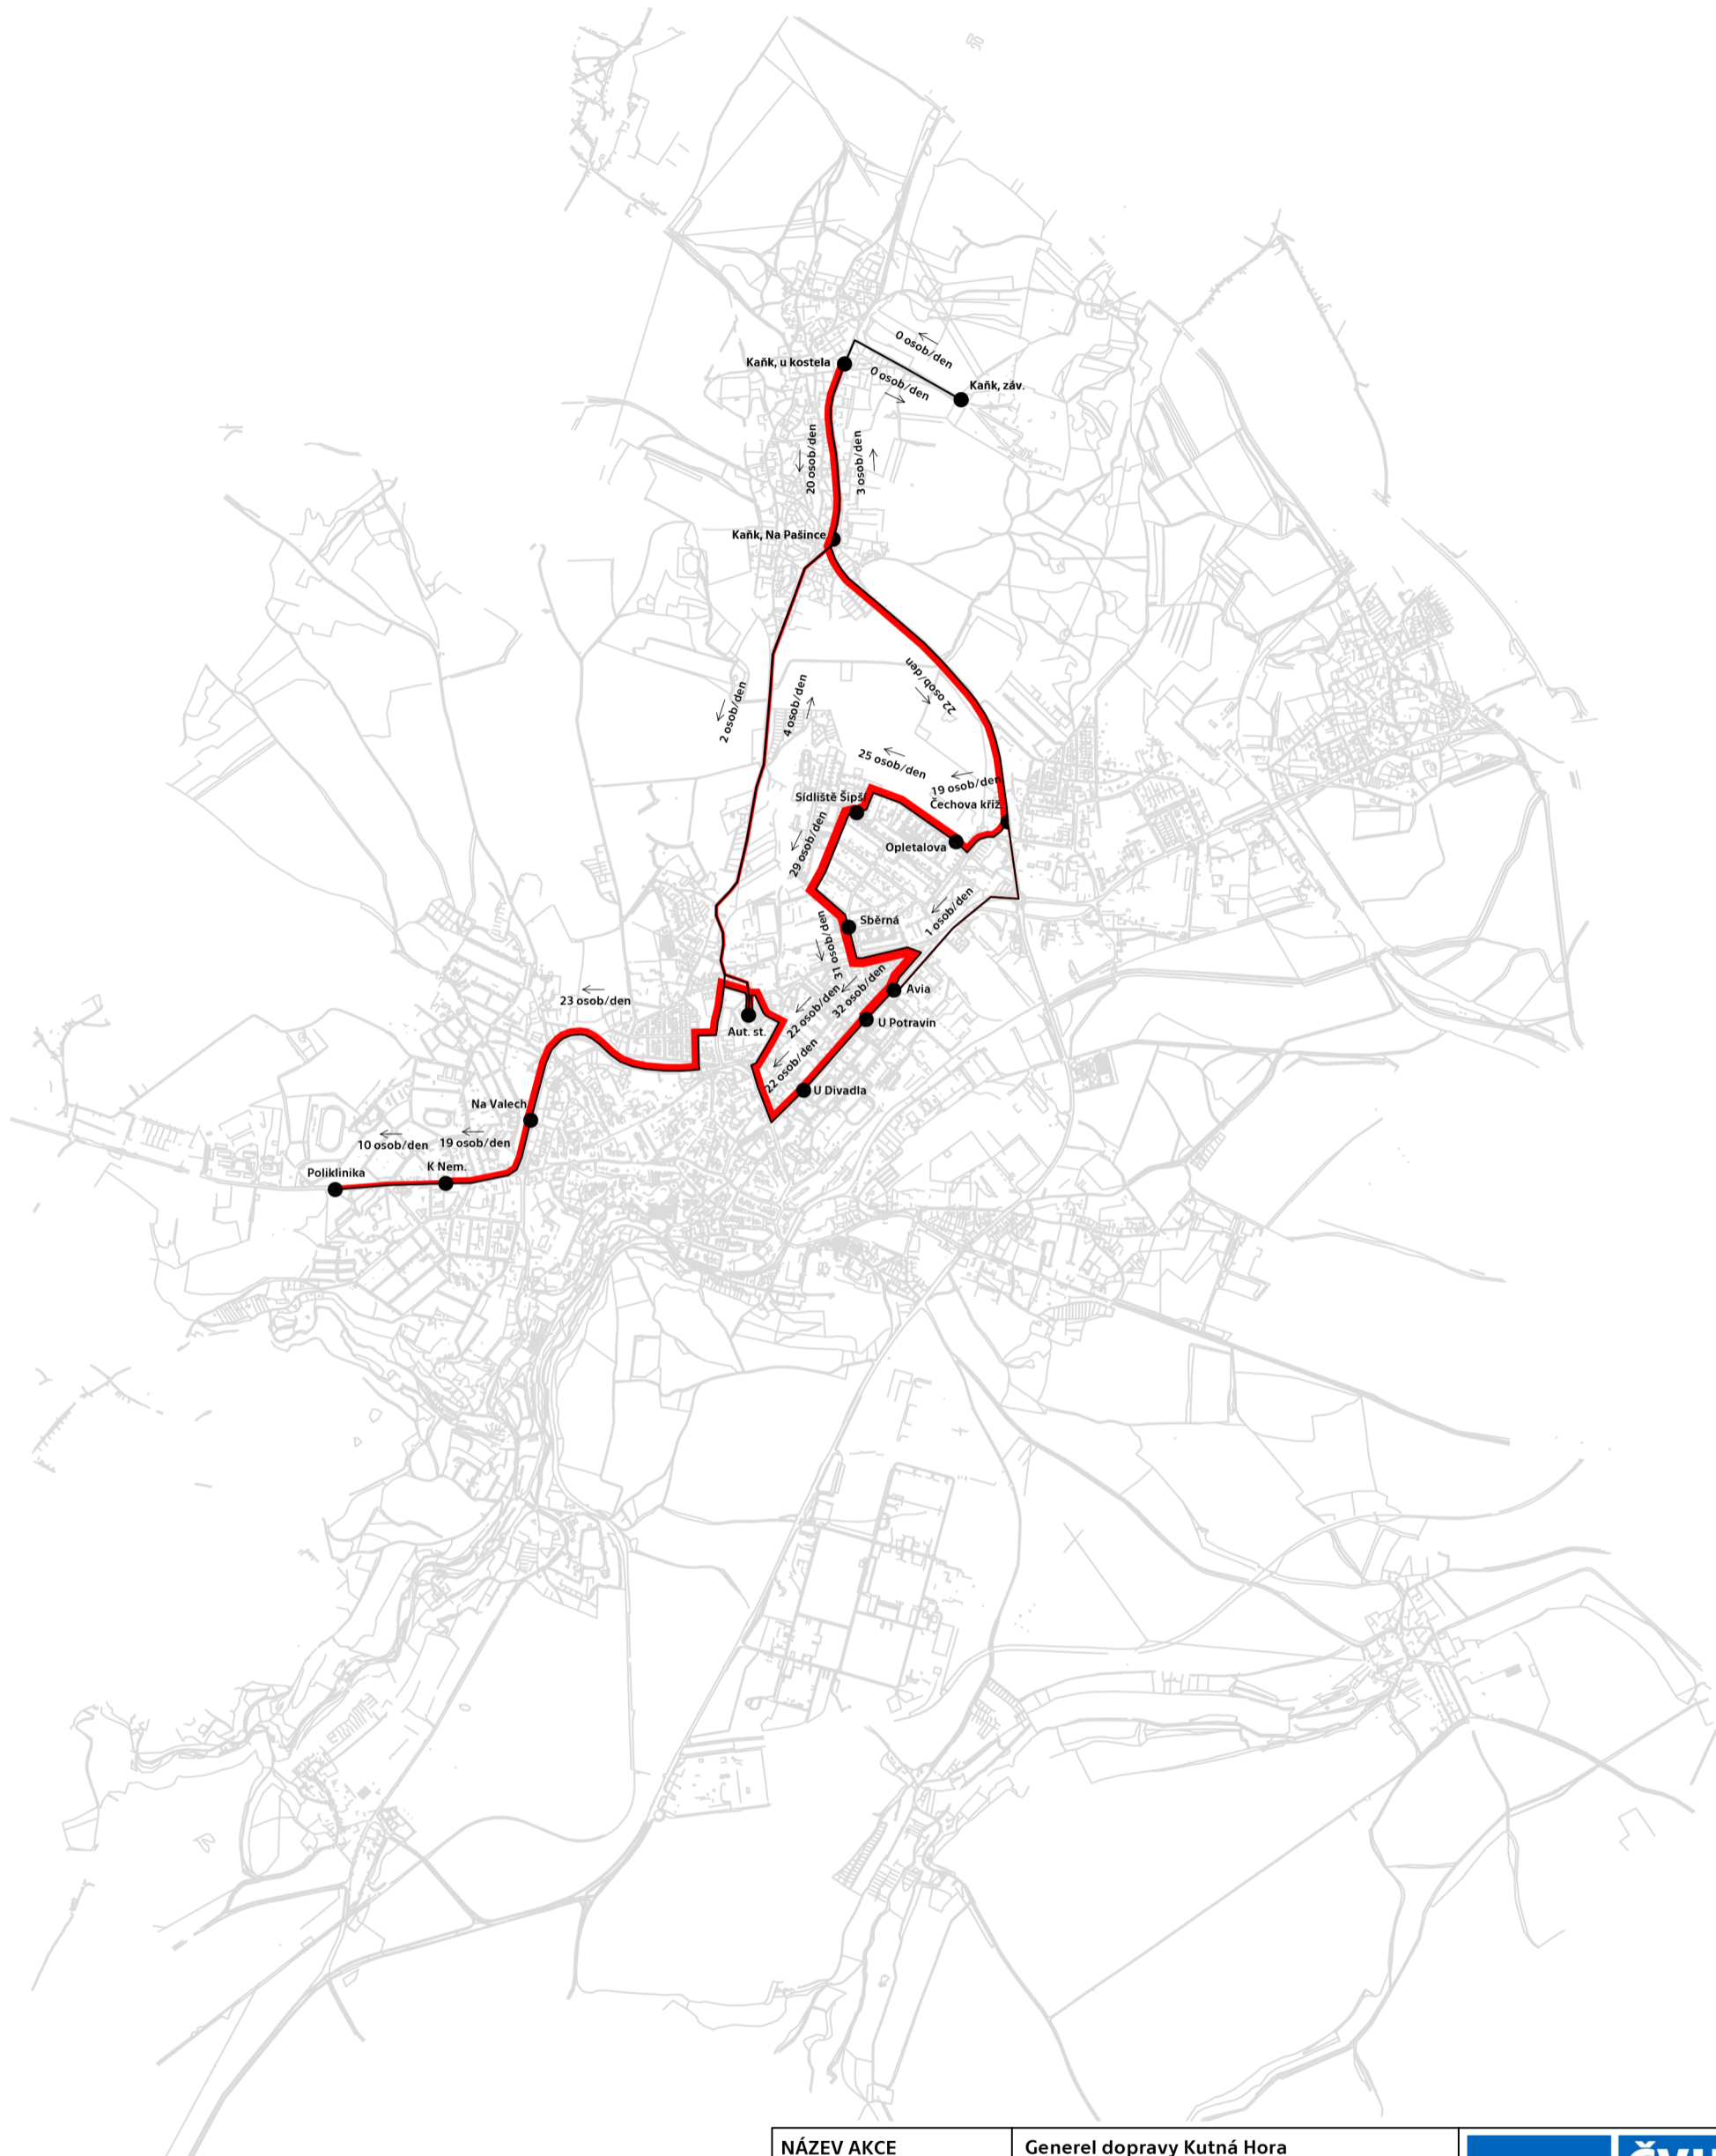 0 osob/den
Kaňk, u kostela
0 osob/den
Kaňk, záv.
20 osob/den
3 osob/den
Kaňk, Na Pašince
22 osob/den
2 osob/den
4 osob/den
25 osob/den
19 osob/den
Sídliště Šipší
Čechova křiž.
29 osob/den
Opletalova
1 osob/den
Sběrná
31 osob/den
32 osob/den
Avia
23 osob/den
22 osob/den
U Potravin
Aut. st.
22 osob/den
U Divadla
Na Valech
10 osob/den
19 osob/den
K Nem.
Poliklinika
NÁZEV AKCE
Generel dopravy Kutná Hora